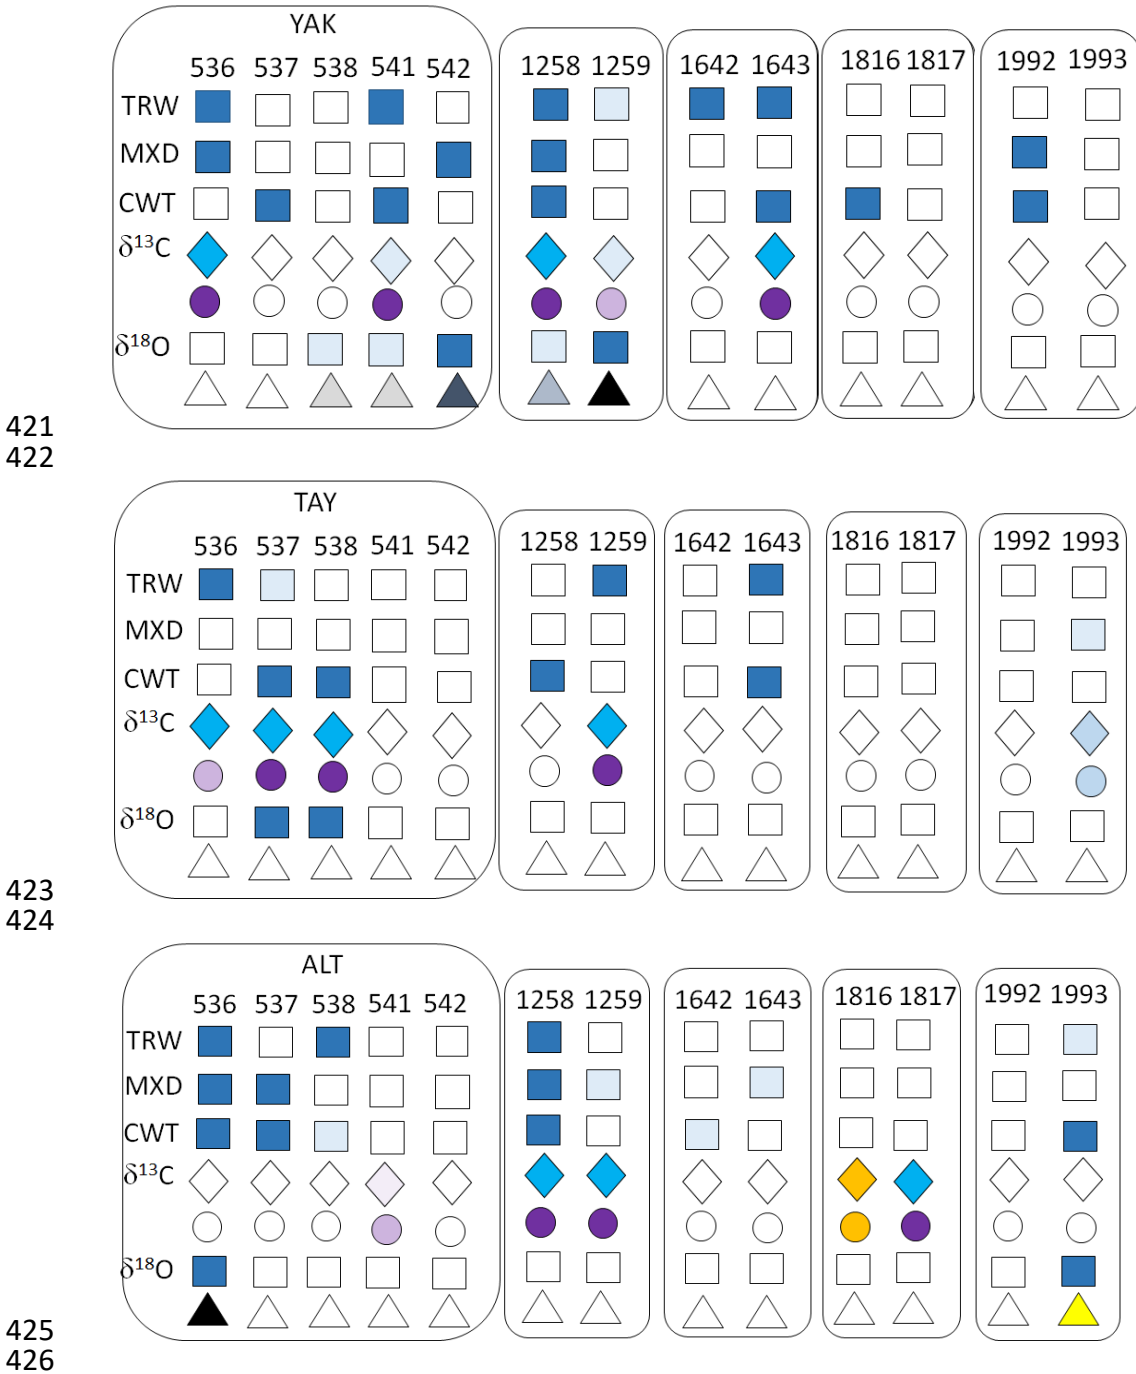 YAK
536 537 538 541 542 1258 1259 1642 1643 1816 1817 1992 1993
TRW
MXD
CWT
δ¹³C
δ¹⁸O
421
422
TAY
536 537 538 541 542 1258 1259 1642 1643 1816 1817 1992 1993
TRW
MXD
CWT
δ¹³C
δ¹⁸O
423
424
ALT
536 537 538 541 542 1258 1259 1642 1643 1816 1817 1992 1993
TRW
MXD
CWT
δ¹³C
δ¹⁸O
425
426